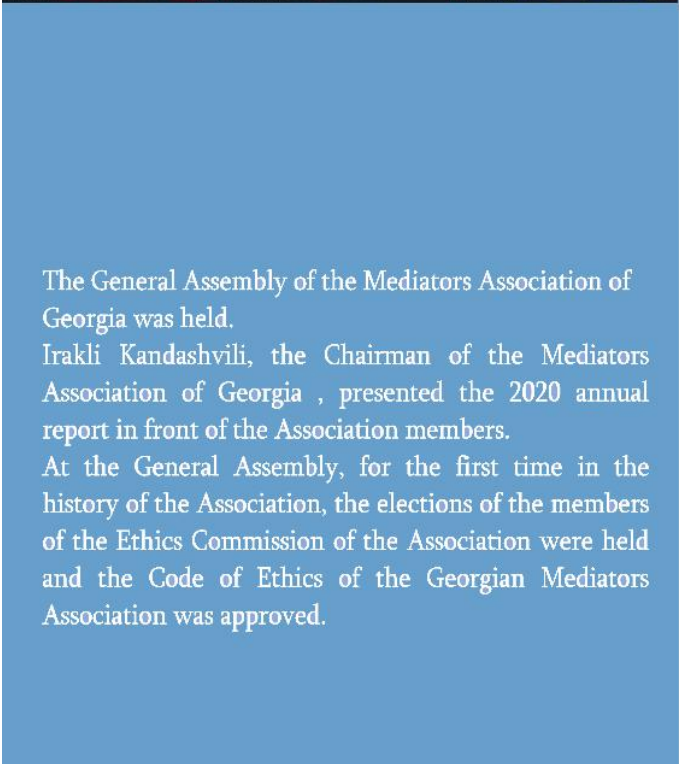 The General Assembly of the Mediators Association of
Georgia was held.
Irakli Kandashvili, the Chairman of the Mediators
Association of Georgia , presented the 2020 annual
report in front of the Association members.
At the General Assembly, for the first time in the
history of the Association, the elections of the members
of the Ethics Commission of the Association were held
and the Code of Ethics of the Georgian Mediators
Association was approved.